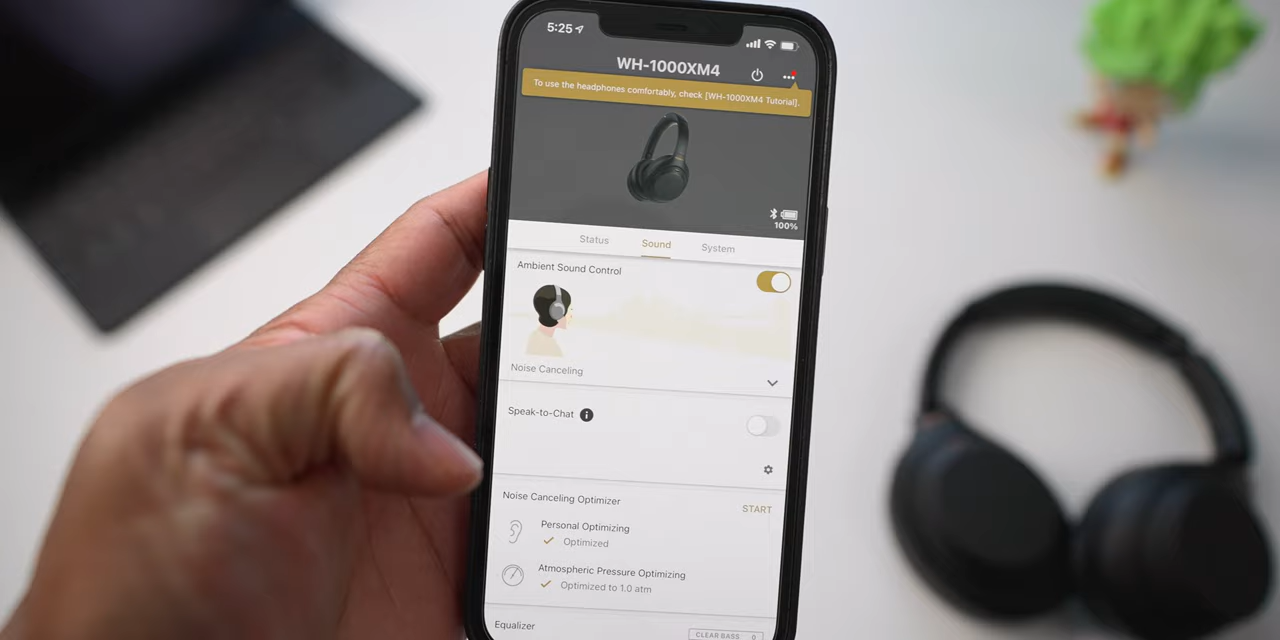 5:25
WH-1000XM4
To use the headphones comfortably, check [WH-1000XM4 Tutorial].
100%
Status Sound System
Ambient Sound Control
Noise Canceling
Speak-to-Chat
Noise Canceling Optimizer
START
Personal Optimizing
Optimized
Atmospheric Pressure Optimizing
Optimized to 1.0 atm
Equalizer
CLEAR BASS 0